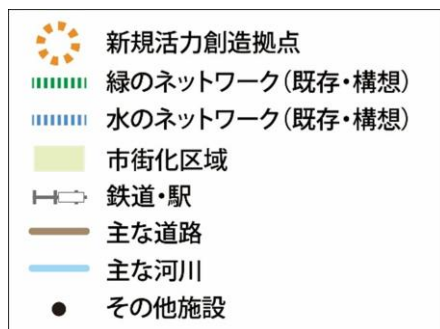 新規活力創造拠点
緑のネットワーク(既存・構想)
水のネットワーク(既存・構想)
市街化区域
鉄道・駅
主な道路
主な河川
その他施設